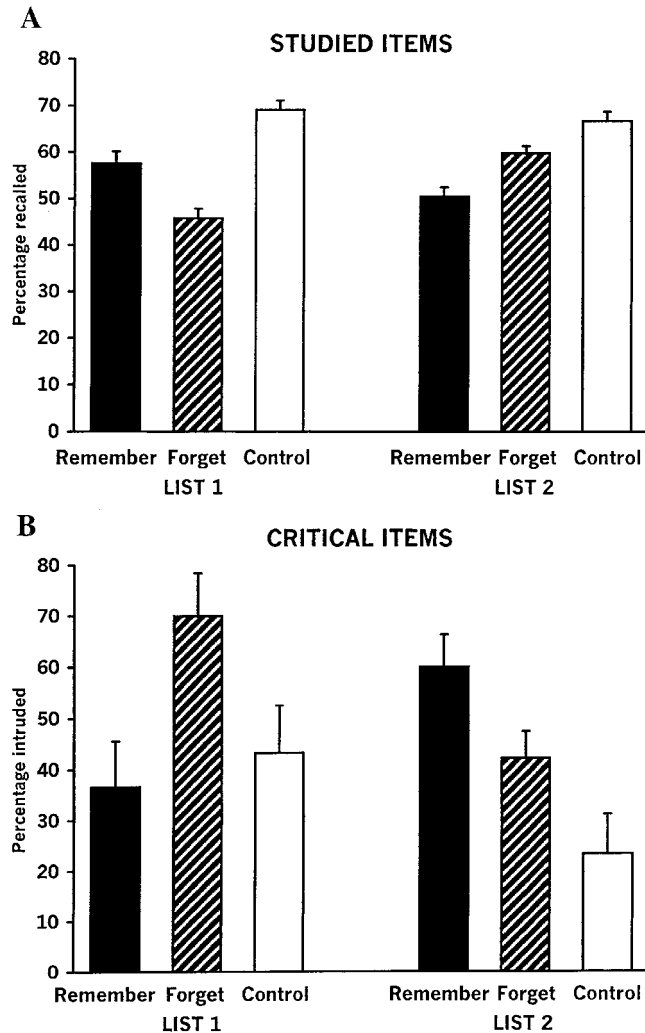 A
STUDIED ITEMS
Percentage recalled
80
70
60
50
40
30
20
10
0
Remember Forget Control Remember Forget Control
LIST 1 LIST 2
B
CRITICAL ITEMS
Percentage intruded
80
70
60
50
40
30
20
10
0
Remember Forget Control Remember Forget Control
LIST 1 LIST 2